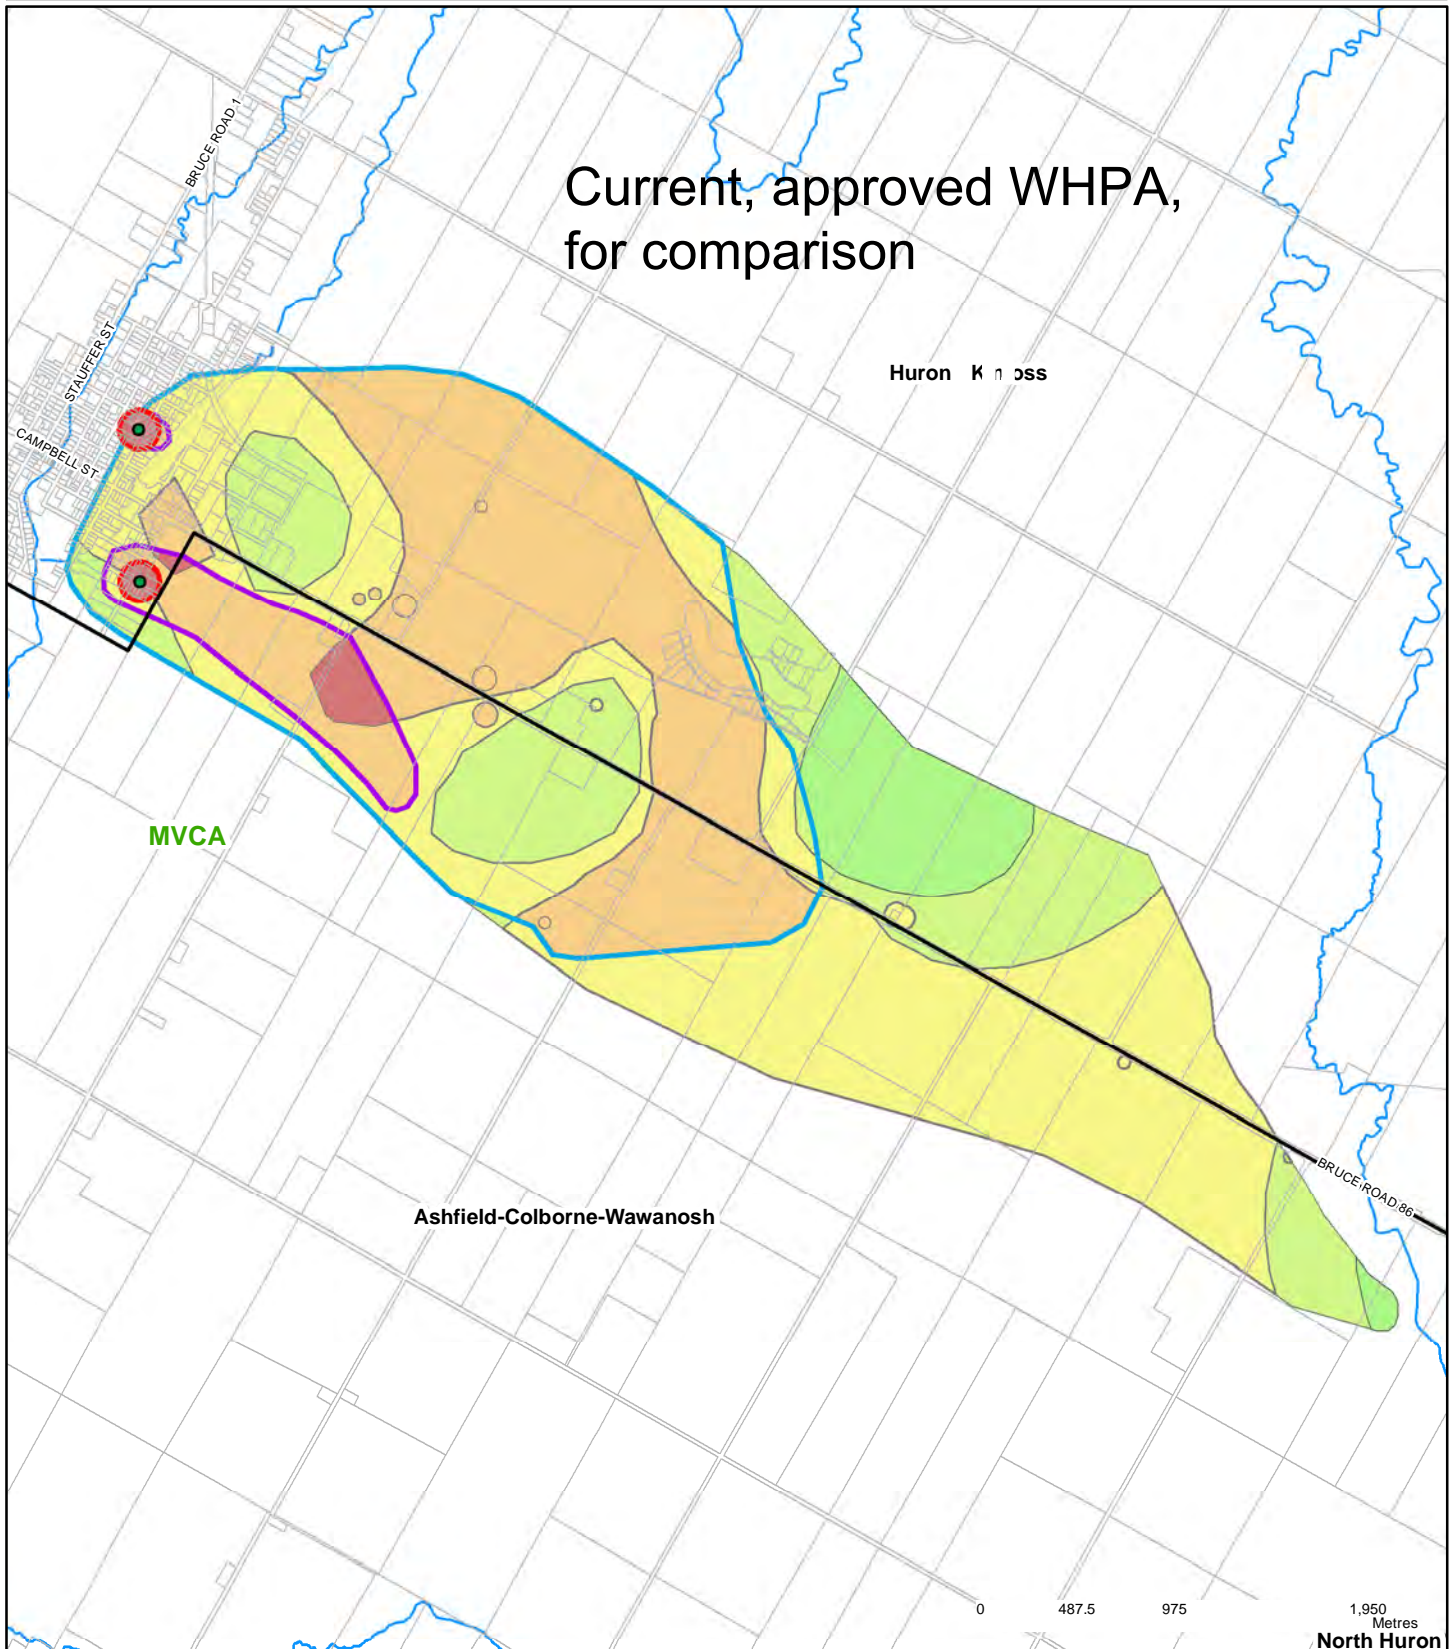 BRUCE ROAD 1
Current, approved WHPA,
for comparison
STAUFFER ST
Huron
CAMPBELL ST
MVCA
BRUCE ROAD 86
Ashfield-Colborne-Wawanosh
0 487.5 975 1,950
Metres
North Huron